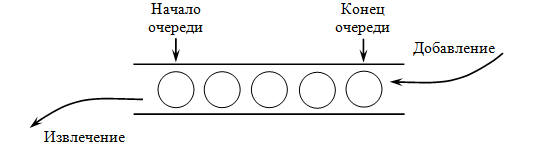 Начало
очереди
Конец
очереди
Добавление
Извлечение